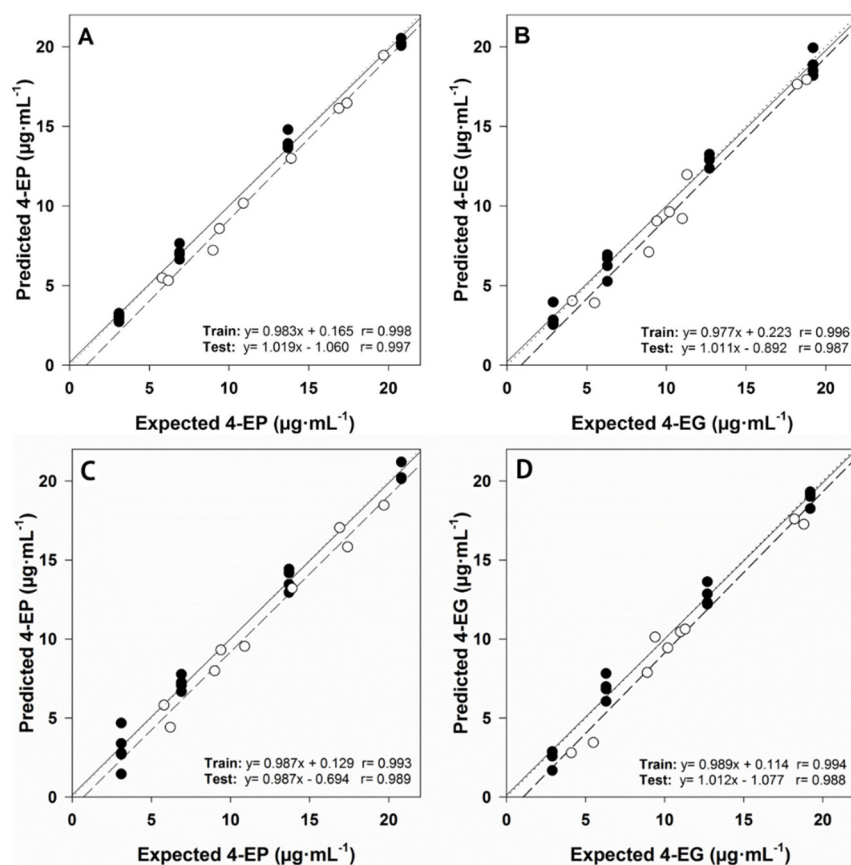 A
20
15
10
5
0
Predicted 4-EP (µg·mL⁻¹)
Train: y= 0.983x + 0.165 r= 0.998
Test: y= 1.019x - 1.060 r= 0.997
0 5 10 15 20
Expected 4-EP (µg·mL⁻¹)
B
20
15
10
5
0
Predicted 4-EG (µg·mL⁻¹)
Train: y= 0.977x + 0.223 r= 0.996
Test: y= 1.011x - 0.892 r= 0.987
0 5 10 15 20
Expected 4-EG (µg·mL⁻¹)
C
20
15
10
5
0
Predicted 4-EP (µg·mL⁻¹)
Train: y= 0.987x + 0.129 r= 0.993
Test: y= 0.987x - 0.694 r= 0.989
0 5 10 15 20
Expected 4-EP (µg·mL⁻¹)
D
20
15
10
5
0
Predicted 4-EG (µg·mL⁻¹)
Train: y= 0.989x + 0.114 r= 0.994
Test: y= 1.012x - 1.077 r= 0.988
0 5 10 15 20
Expected 4-EG (µg·mL⁻¹)